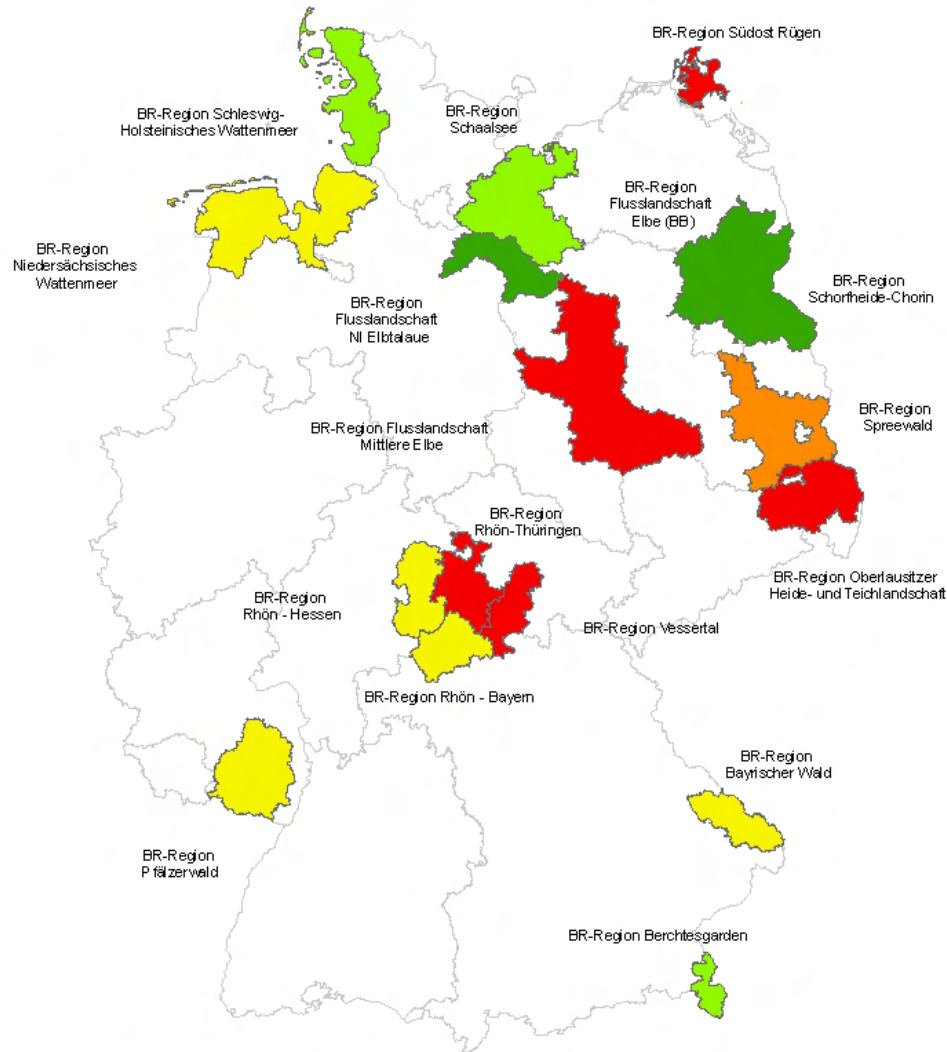 BR-Region Südost Rügen
BR-Region Schleswig-
Holsteinisches Wattenmeer
BR-Region
Schaalsee
BR-Region
Flusslandschaft
Elbe (BB)
BR-Region
Niedersächsisches
Wattenmeer
BR-Region
Schorfheide-Chorin
BR-Region
Flusslandschaft
NI Elbtalaue
BR-Region
Spreewald
BR-Region Flusslandschaft
Mittlere Elbe
BR-Region
Rhön-Thüringen
BR-Region Oberlausitzer
Heide- und Teichlandschaft
BR-Region
Rhön - Hessen
BR-Region Vessertal
BR-Region Rhön - Bayern
BR-Region
Bayrischer Wald
BR-Region
Pfälzerwald
BR-Region Berchtesgarden